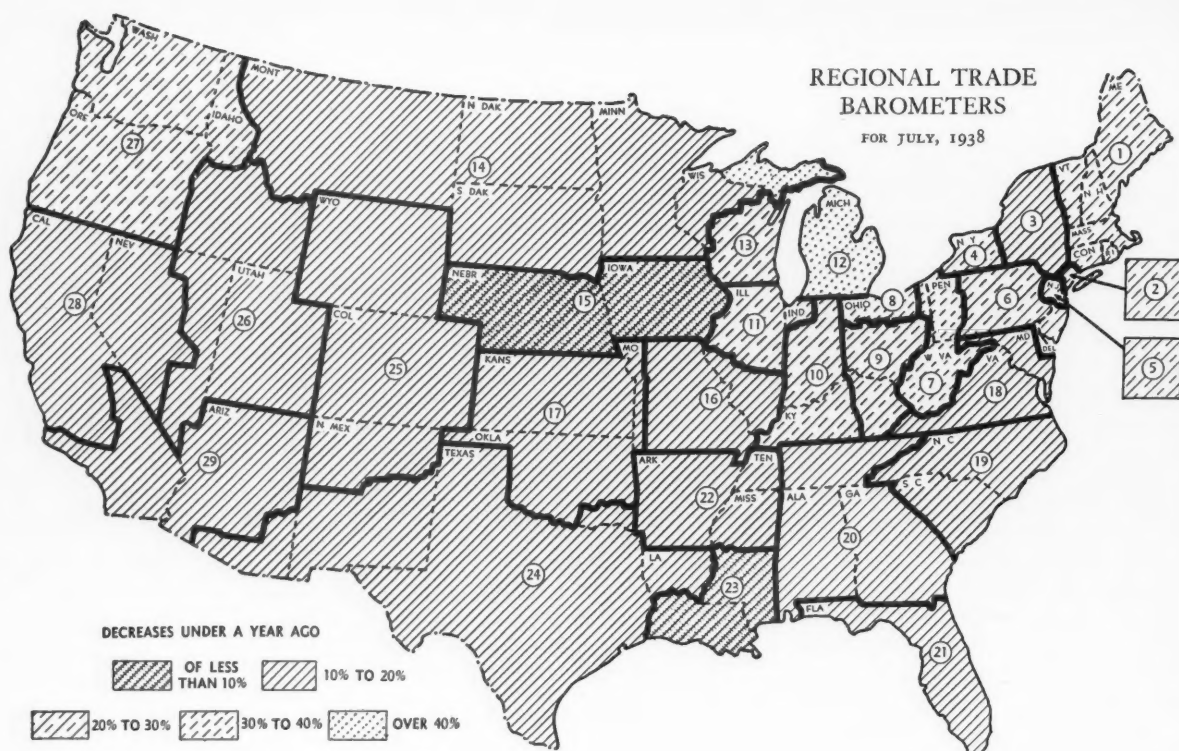 REGIONAL TRADE
BAROMETERS
FOR JULY, 1938
WASH
MONT
N DAK
MINN
ME
ORE
IDAHO
27
14
1
S DAK
WIS
VT
N H
MICH
WYO
3
MASS
CAL
NEV
13
N Y
CON
R I
4
12
UTAH
NEBR
IOWA
15
2
28
ILL
IND
OHIO
8
PEN
6
N J
26
COL
11
MD
DEL
25
KANS
MO
10
9
W VA
VA
5
7
16
17
KY
18
ARIZ
N MEX
OKLA
TEXAS
ARK
TEN
N C
29
19
22
MISS
ALA
GA
S C
20
24
LA
23
FLA
21
DECREASES UNDER A YEAR AGO
OF LESS
THAN 10%
10% TO 20%
20% TO 30%
30% TO 40%
OVER 40%